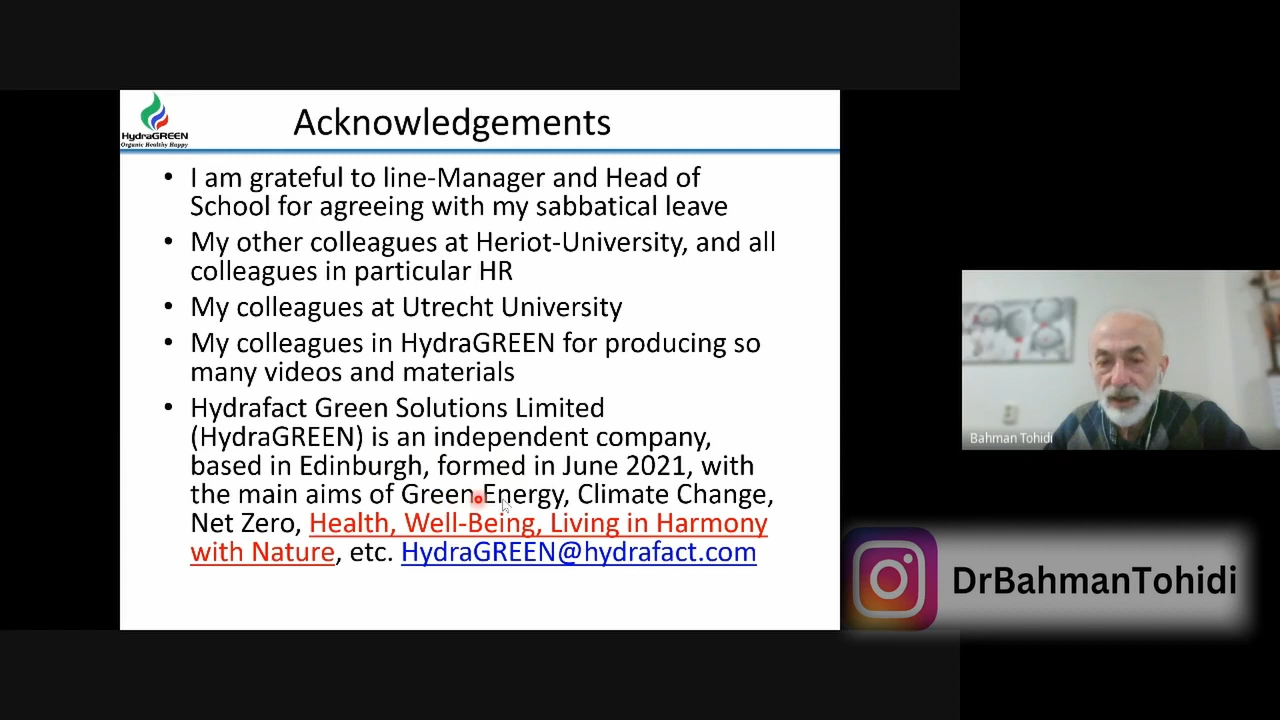 HydraGREEN
Organic Healthy Happy
Acknowledgements
• I am grateful to line-Manager and Head of
School for agreeing with my sabbatical leave
• My other colleagues at Heriot-University, and all
colleagues in particular HR
• My colleagues at Utrecht University
• My colleagues in HydraGREEN for producing so
many videos and materials
• Hydrafact Green Solutions Limited
(HydraGREEN) is an independent company,
based in Edinburgh, formed in June 2021, with
the main aims of Green Energy, Climate Change,
Net Zero, Health, Well-Being, Living in Harmony
with Nature, etc. HydraGREEN@hydrafact.com
Bahman Tohidi
DrBahmanTohidi